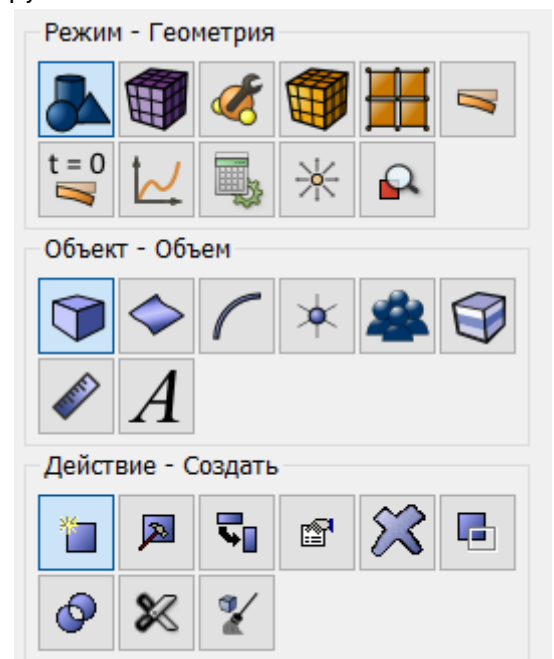 Режим - Геометрия
t = 0
Объект - Объем
A
Действие - Создать